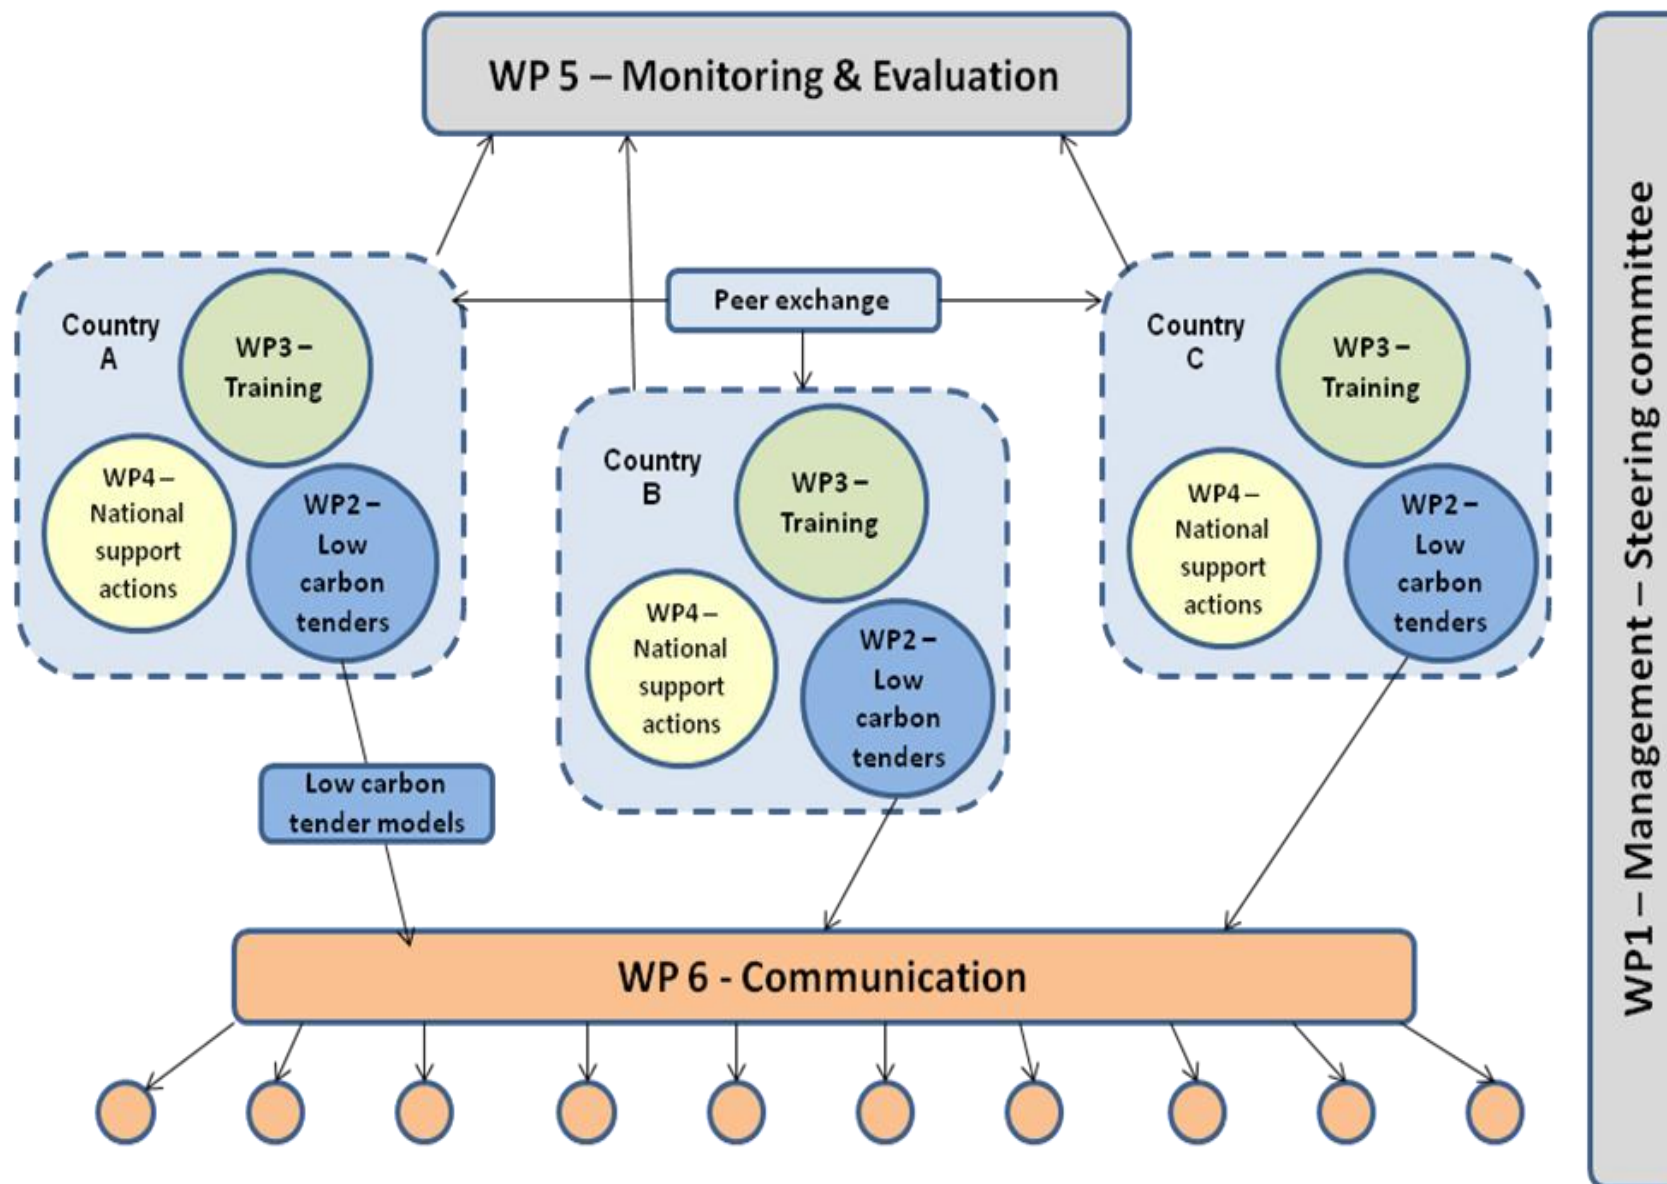 WP 5 – Monitoring & Evaluation
Peer exchange
Country
A
WP3 –
Training
WP4 –
National
support
actions
WP2 –
Low
carbon
tenders
Country
B
WP3 –
Training
WP4 –
National
support
actions
WP2 –
Low
carbon
tenders
Country
C
WP3 –
Training
WP4 –
National
support
actions
WP2 –
Low
carbon
tenders
Low carbon
tender models
WP 6 - Communication
WP1 – Management – Steering committee